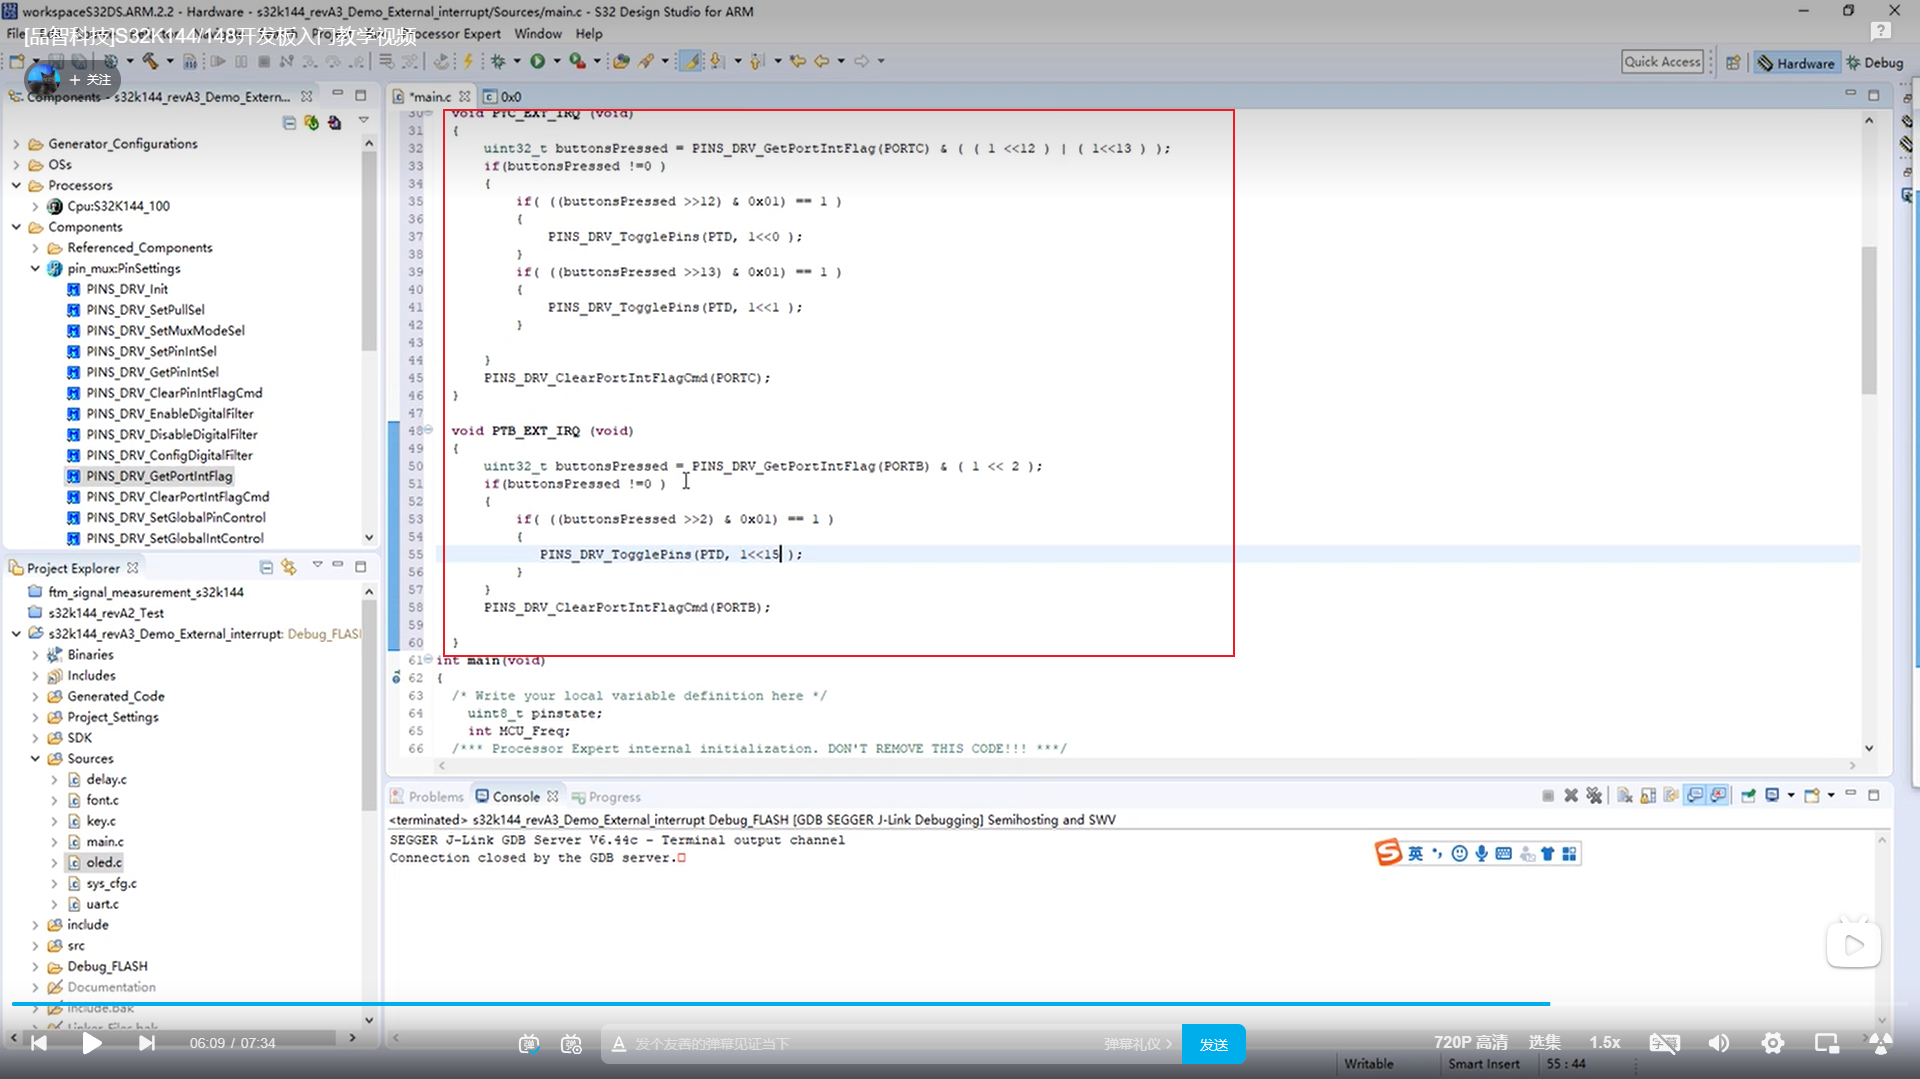 workspaceS32DS.ARM.2.2 - Hardware - s32k144_revA3_Demo_External_interrupt/Sources/main.c - S32 Design Studio for ARM
[品智科技]S32K144/148开发板入门教学视频
Processor Expert Window Help
+ 关注
Quick Access
Hardware
Debug
Components - s32k144_revA3_Demo_Extern...
Generator_Configurations
OSs
Processors
Cpu:S32K144_100
Components
Referenced_Components
pin_mux:PinSettings
PINS_DRV_Init
PINS_DRV_SetPullSel
PINS_DRV_SetMuxModeSel
PINS_DRV_SetPinIntSel
PINS_DRV_GetPinIntSel
PINS_DRV_ClearPinIntFlagCmd
PINS_DRV_EnableDigitalFilter
PINS_DRV_DisableDigitalFilter
PINS_DRV_ConfigDigitalFilter
PINS_DRV_GetPortIntFlag
PINS_DRV_ClearPortIntFlagCmd
PINS_DRV_SetGlobalPinControl
PINS_DRV_SetGlobalIntControl
Project Explorer
ftm_signal_measurement_s32k144
s32k144_revA2_Test
s32k144_revA3_Demo_External_interrupt: Debug_FLASI
Binaries
Includes
Generated_Code
Project_Settings
SDK
Sources
delay.c
font.c
key.c
main.c
oled.c
sys_cfg.c
uart.c
include
src
Debug_FLASH
Documentation
include.bak
Linker_Files.bak
*main.c
0x0
30 void PTC_EXT_IRQ (void)
31 {
32 uint32_t buttonsPressed = PINS_DRV_GetPortIntFlag(PORTC) & ( ( 1 <<12 ) | ( 1<<13 ) );
33 if(buttonsPressed !=0 )
34 {
35 if( ((buttonsPressed >>12) & 0x01) == 1 )
36 {
37 PINS_DRV_TogglePins(PTD, 1<<0 );
38 }
39 if( ((buttonsPressed >>13) & 0x01) == 1 )
40 {
41 PINS_DRV_TogglePins(PTD, 1<<1 );
42 }
43
44 }
45 PINS_DRV_ClearPortIntFlagCmd(PORTC);
46 }
47
48 void PTB_EXT_IRQ (void)
49 {
50 uint32_t buttonsPressed = PINS_DRV_GetPortIntFlag(PORTB) & ( 1 << 2 );
51 if(buttonsPressed !=0 )
52 {
53 if( ((buttonsPressed >>2) & 0x01) == 1 )
54 {
55 PINS_DRV_TogglePins(PTD, 1<<15 );
56 }
57 }
58 PINS_DRV_ClearPortIntFlagCmd(PORTB);
59
60 }
61 int main(void)
62 {
63 /* Write your local variable definition here */
64 uint8_t pinstate;
65 int MCU_Freq;
66 /*** Processor Expert internal initialization. DON'T REMOVE THIS CODE!!! ***/
Problems
Console
Progress
<terminated> s32k144_revA3_Demo_External_interrupt Debug_FLASH [GDB SEGGER J-Link Debugging] Semihosting and SWV
SEGGER J-Link GDB Server V6.44c - Terminal output channel
Connection closed by the GDB server.
英
06:09 / 07:34
发个友善的弹幕见证当下
弹幕礼仪 >
发送
720P 高清
选集
1.5x
Writable
Smart Insert
55 : 44